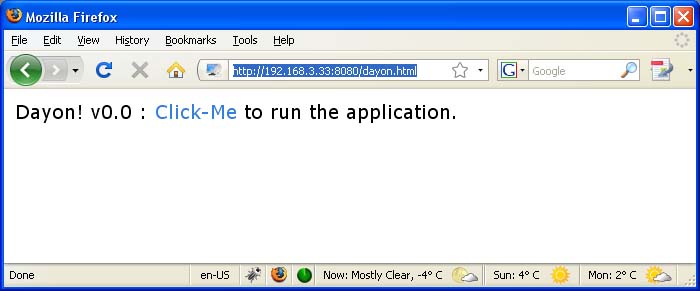 Mozilla Firefox
File Edit View History Bookmarks Tools Help
http://192.168.3.33:8080/dayon.html G Google
Dayon! v0.0 : Click-Me to run the application.
Done en-US Now: Mostly Clear, -4° C Sun: 4° C Mon: 2° C